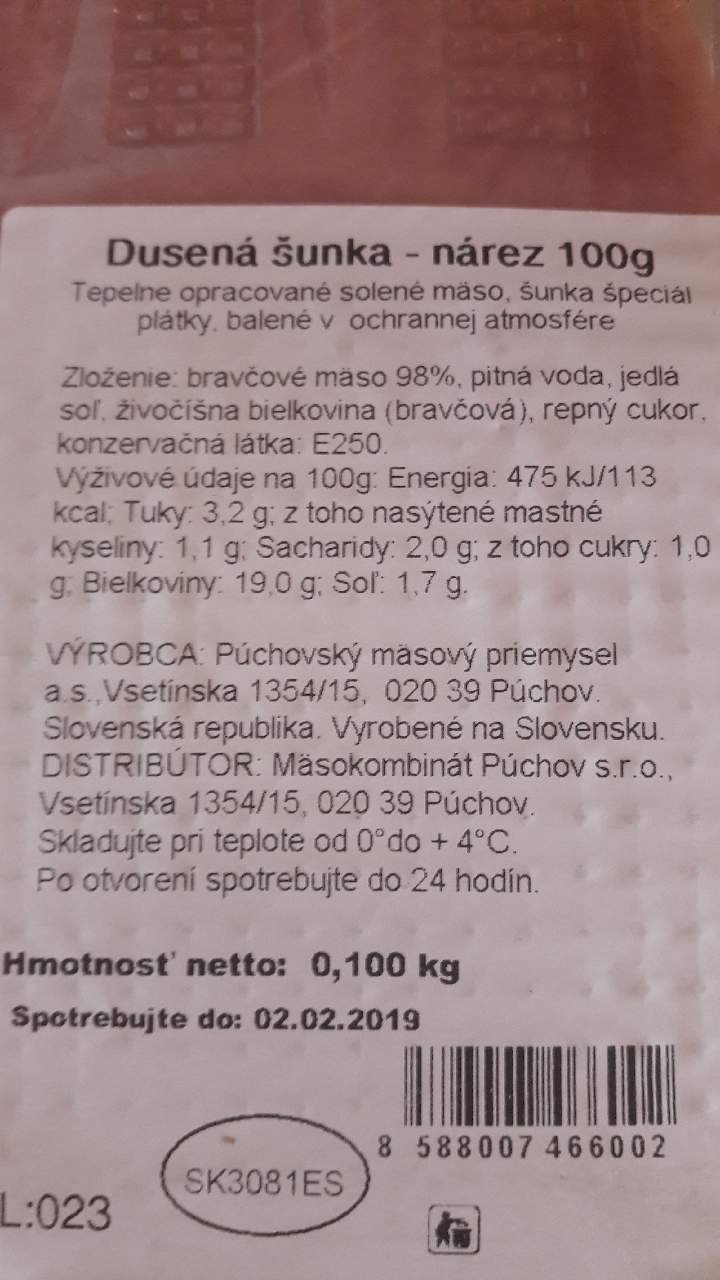 Dusená šunka - nárez 100g
Tepelne opracované solené mäso, šunka špeciál
plátky, balené v ochrannej atmosfére
Zloženie: bravčové mäso 98%, pitná voda, jedlá
soľ, živočíšna bielkovina (bravčová), repný cukor,
konzervačná látka: E250.
Výživové údaje na 100g: Energia: 475 kJ/113
kcal; Tuky: 3,2 g; z toho nasýtené mastné
kyseliny: 1,1 g; Sacharidy: 2,0 g; z toho cukry: 1,0
g; Bielkoviny: 19,0 g; Soľ: 1,7 g.
VÝROBCA: Púchovský mäsový priemysel
a.s.,Vsetínska 1354/15, 020 39 Púchov.
Slovenská republika. Vyrobené na Slovensku.
DISTRIBÚTOR: Mäsokombinát Púchov s.r.o.,
Vsetínska 1354/15, 020 39 Púchov.
Skladujte pri teplote od 0°do + 4°C.
Po otvorení spotrebujte do 24 hodín.
Hmotnosť netto: 0,100 kg
Spotrebujte do: 02.02.2019
8 588007 466002
SK3081ES
L:023